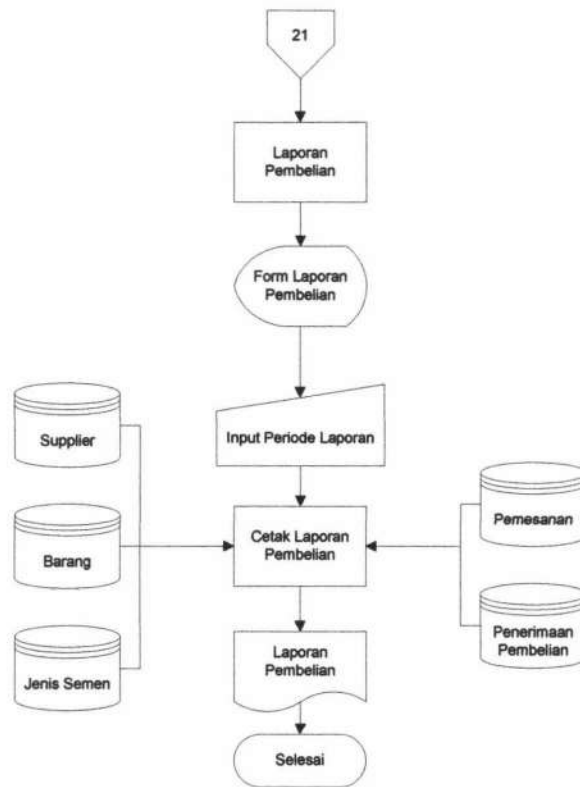 21
Laporan
Pembelian
Form Laporan
Pembelian
Input Periode Laporan
Supplier
Barang
Jenis Semen
Cetak Laporan
Pembelian
Pemesanan
Penerimaan
Pembelian
Laporan
Pembelian
Selesai